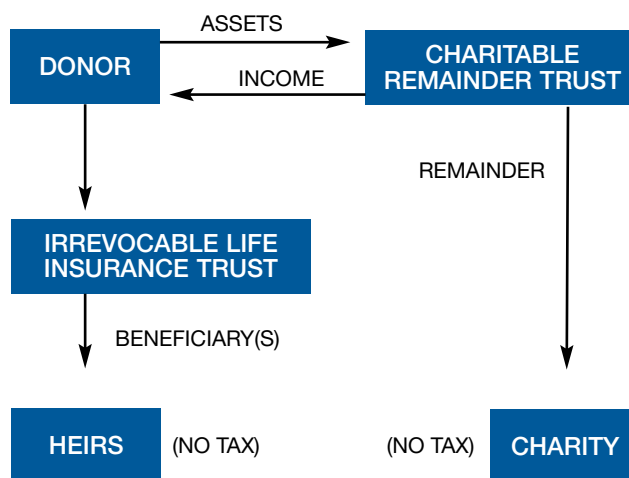 ASSETS
DONOR
CHARITABLE
REMAINDER TRUST
INCOME
REMAINDER
IRREVOCABLE LIFE
INSURANCE TRUST
BENEFICIARY(S)
HEIRS
(NO TAX)
(NO TAX)
CHARITY